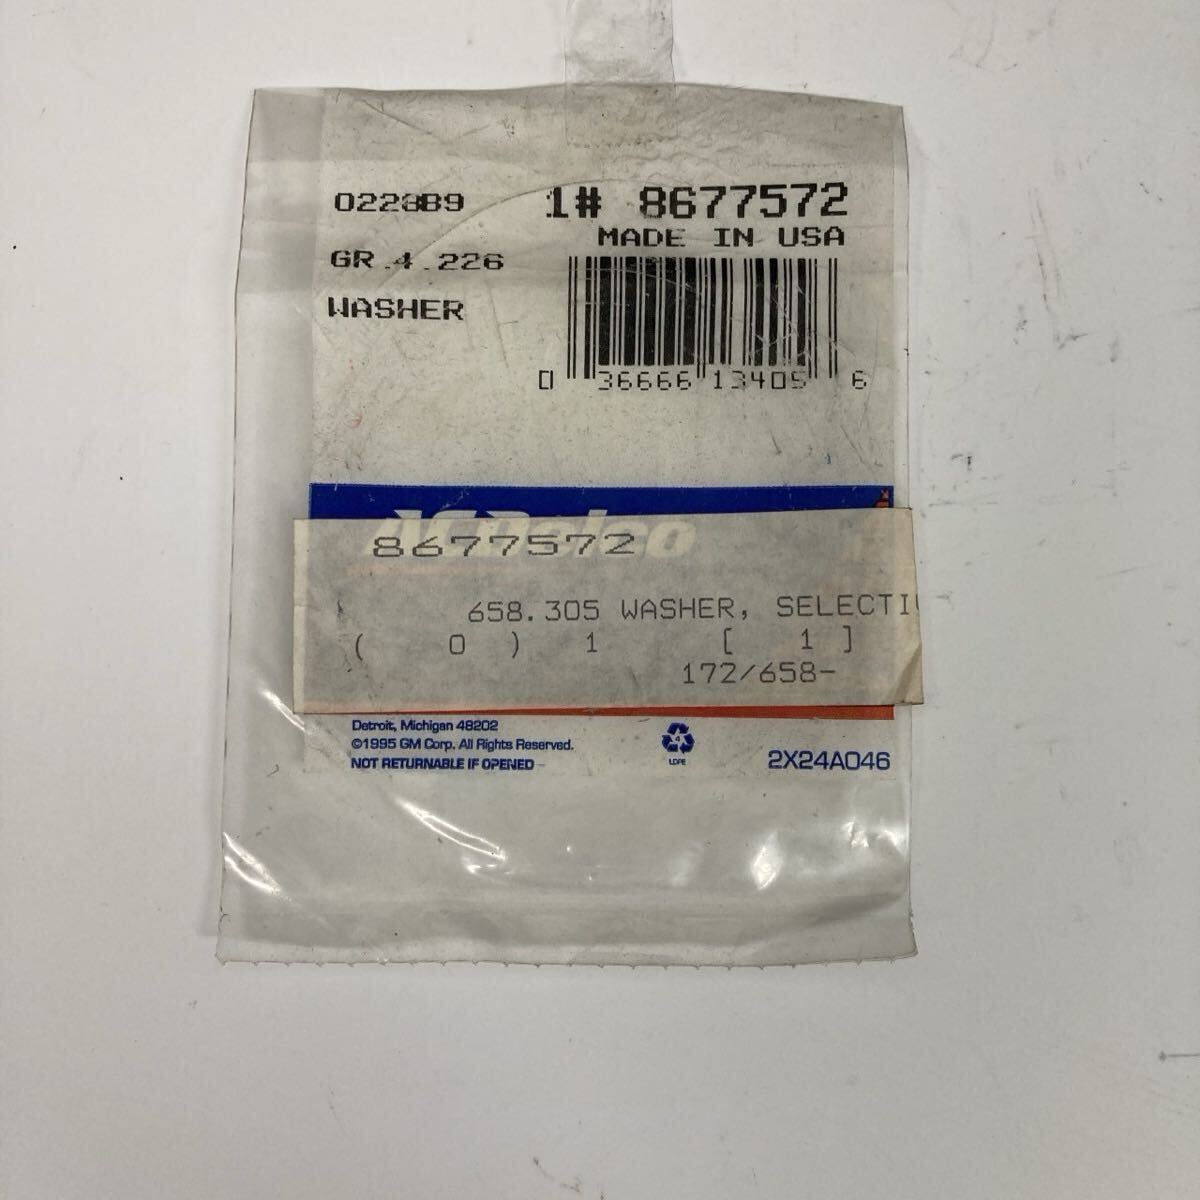 022889 1# 8677572
MADE IN USA
GR.4.226
WASHER
0 36666 13405 6
ACDelco
8677572
658.305 WASHER, SELECTI
( 0 ) 1 [ 1 ]
172/658-
Detroit, Michigan 48202
©1995 GM Corp. All Rights Reserved.
NOT RETURNABLE IF OPENED
4
LDPE
2X24A046